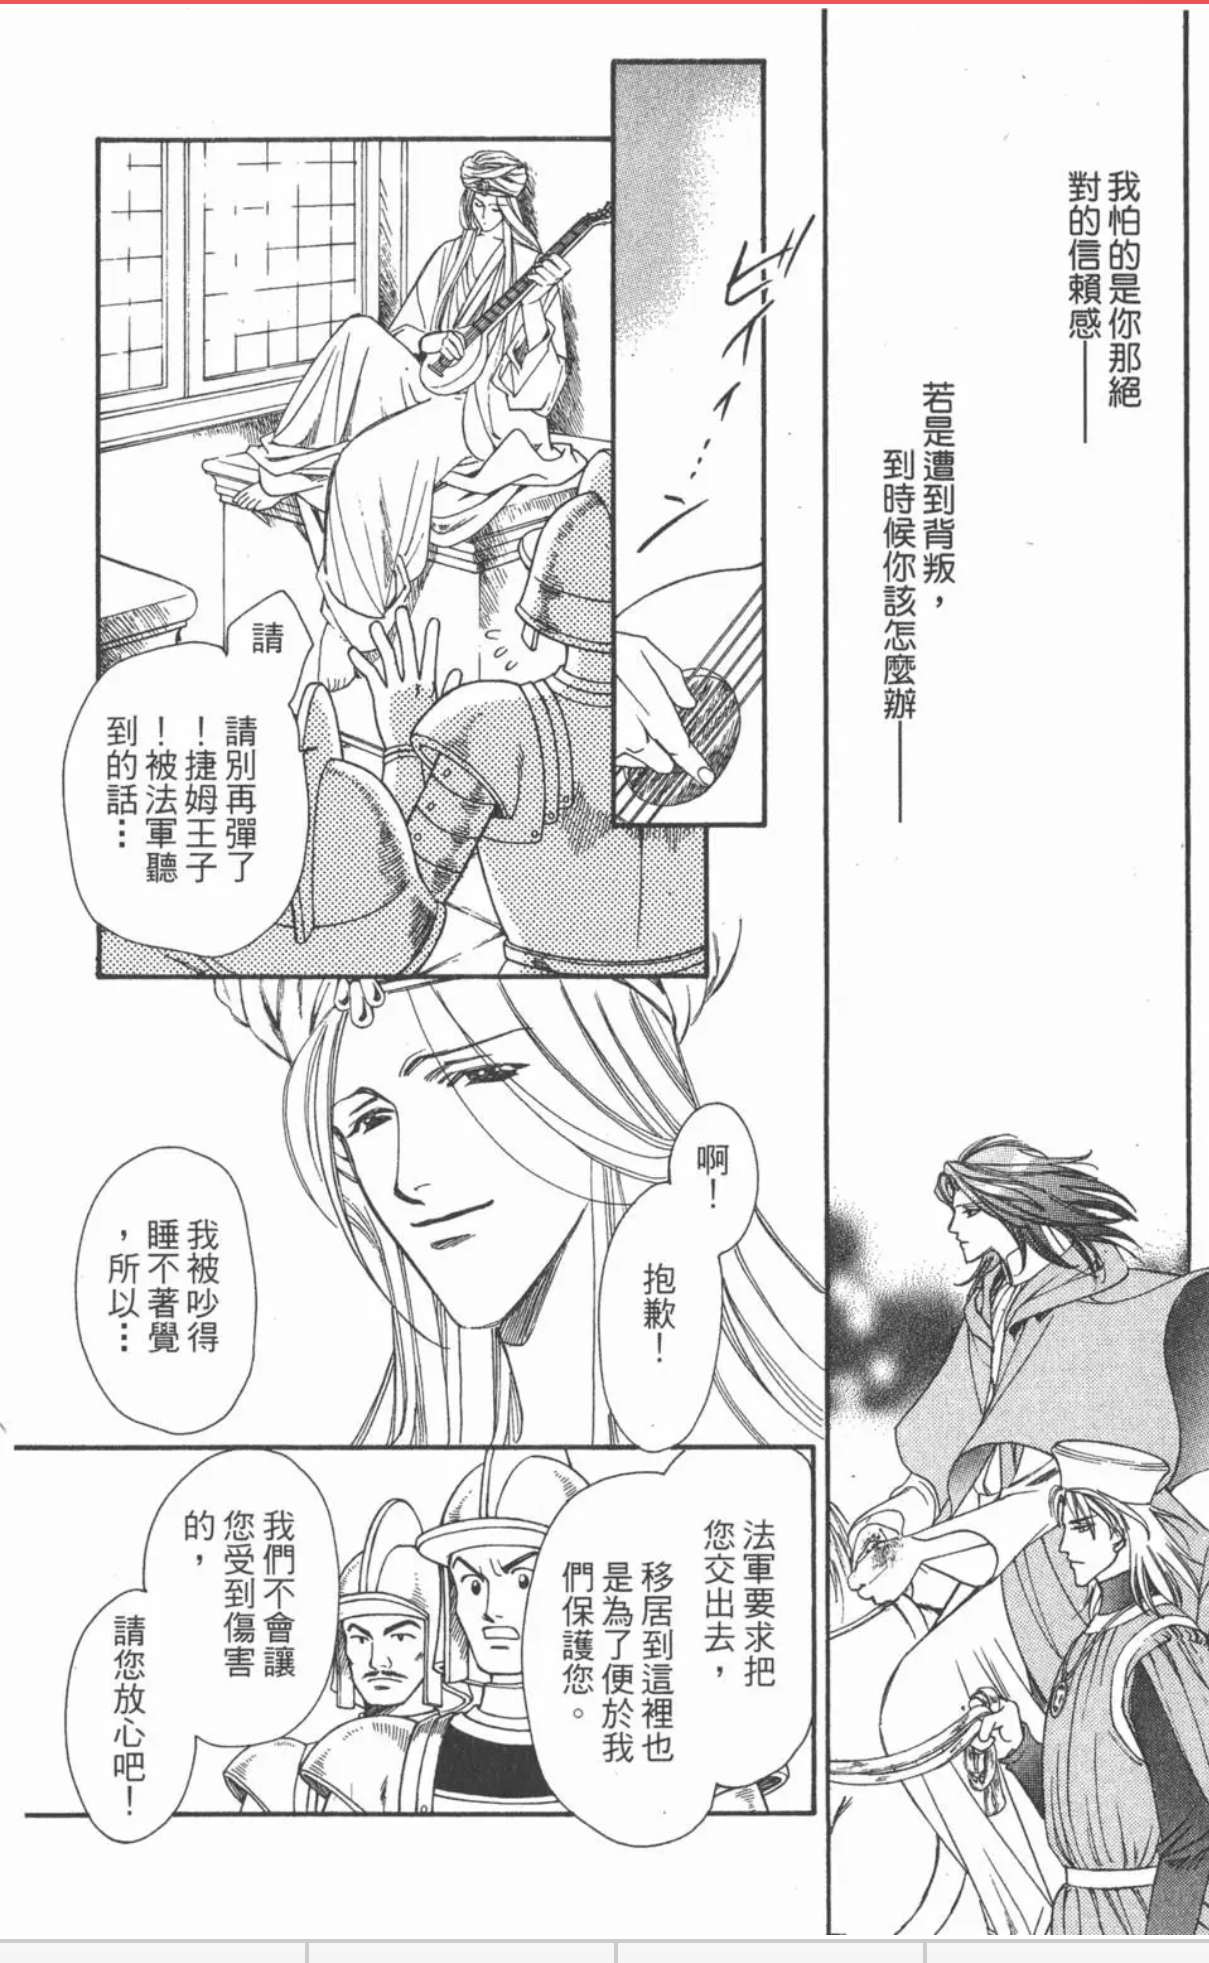 我怕的是你那絕
對的信賴感——
若是遭到背叛，
到時候你該怎麼辦——
ビィィ…ン
請
請別再彈了
！捷姆王子
！被法軍聽
到的話…
啊！
抱歉！
我被吵得
睡不著覺
，所以…
法軍要求把
您交出去，
移居到這裡也
是為了便於我
們保護您。
我們不會讓
您受到傷害
的，
請您放心吧！